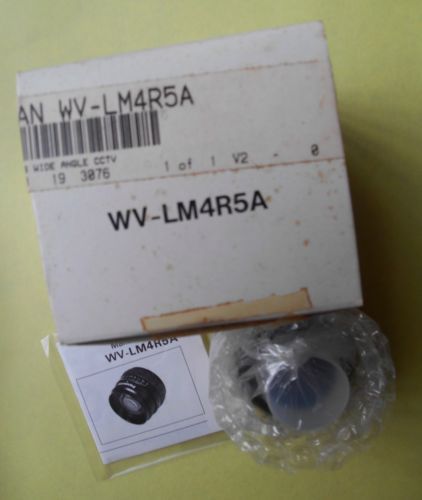 AN WV-LM4R5A
WIDE ANGLE CCTV
19 3076 1 of 1 V2 - 0
WV-LM4R5A
WV-LM4R5A